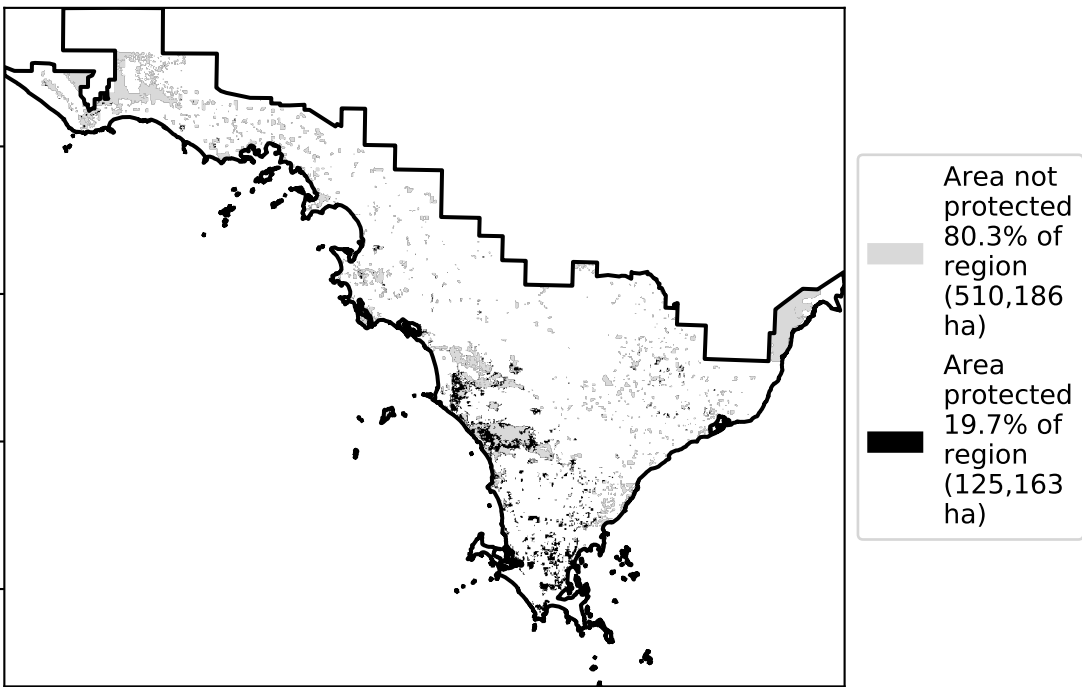 Area not
protected
80.3% of
region
(510,186
ha)
Area
protected
19.7% of
region
(125,163
ha)